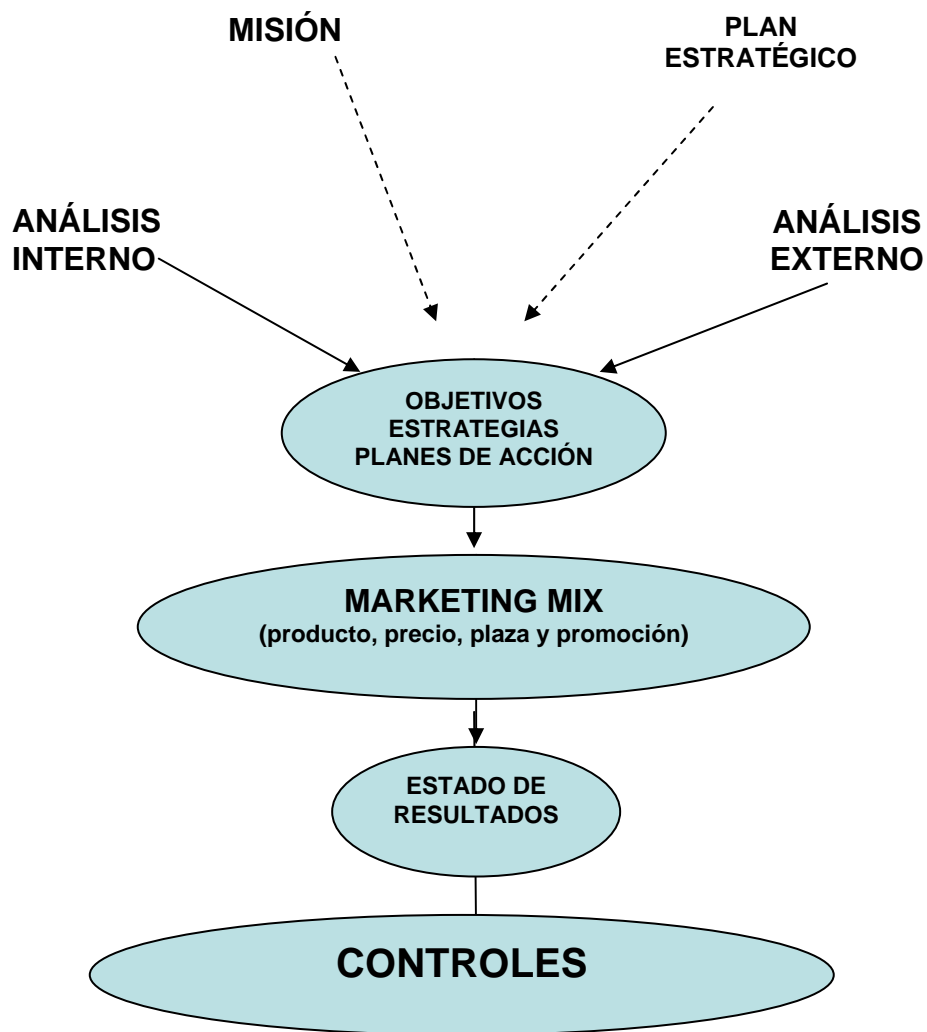 MISIÓN
PLAN
ESTRATÉGICO
ANÁLISIS
INTERNO
ANÁLISIS
EXTERNO
OBJETIVOS
ESTRATEGIAS
PLANES DE ACCIÓN
MARKETING MIX
(producto, precio, plaza y promoción)
ESTADO DE
RESULTADOS
CONTROLES